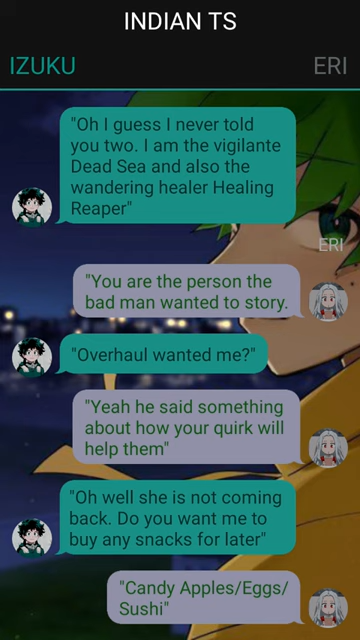 INDIAN TS
IZUKU
ERI
"Oh I guess I never told
you two. I am the vigilante
Dead Sea and also the
wandering healer Healing
Reaper"
ERI
"You are the person the
bad man wanted to story.
"Overhaul wanted me?"
"Yeah he said something
about how your quirk will
help them"
"Oh well she is not coming
back. Do you want me to
buy any snacks for later"
"Candy Apples/Eggs/
Sushi"